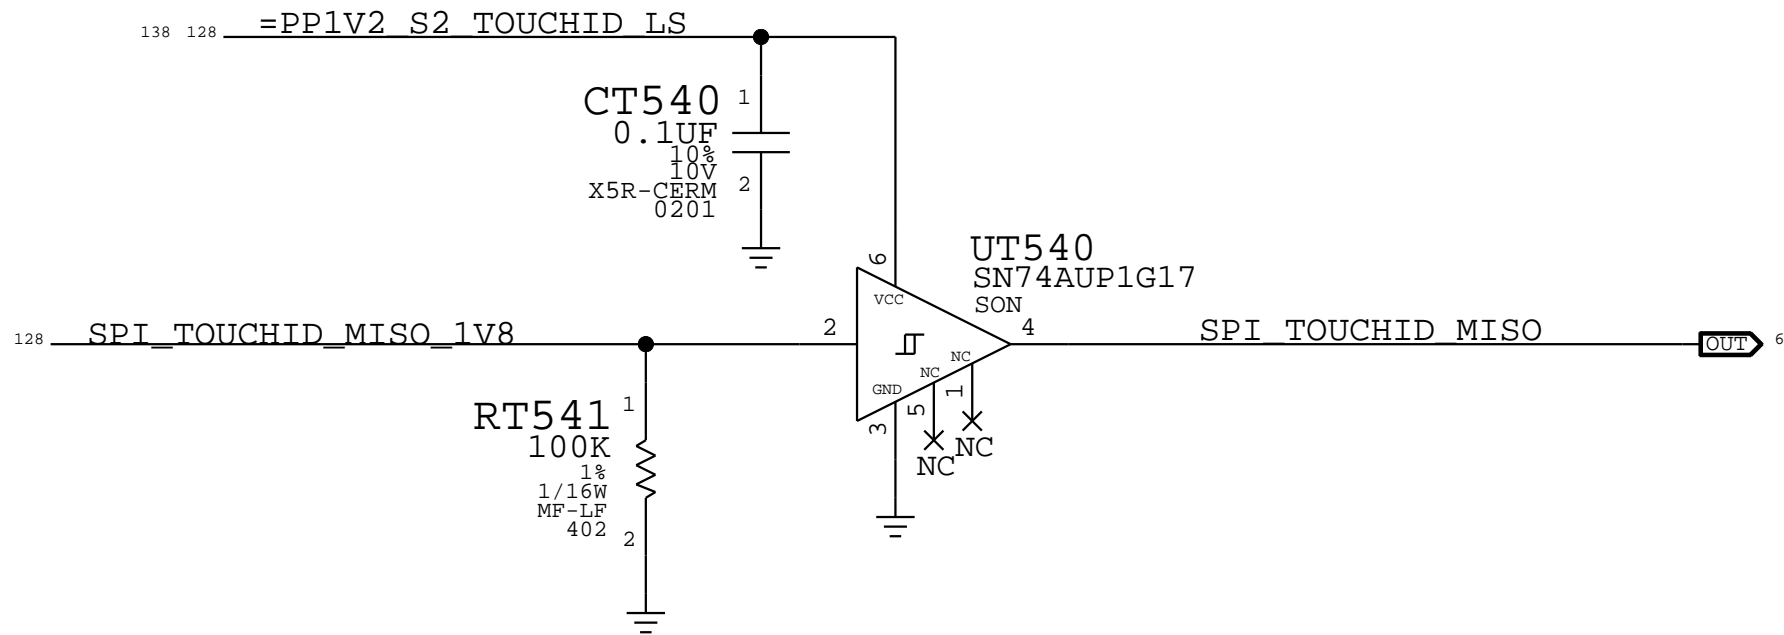 138 128 =PP1V2_S2_TOUCHID_LS
CT540
0.1UF
10%
10V
X5R-CERM
0201
1
2
UT540
SN74AUP1G17
SON
6
VCC
128 SPI_TOUCHID_MISO_1V8
2
4
SPI_TOUCHID_MISO
OUT 6
GND
NC
NC
3
5
1
NC
NC
RT541
100K
1%
1/16W
MF-LF
402
1
2